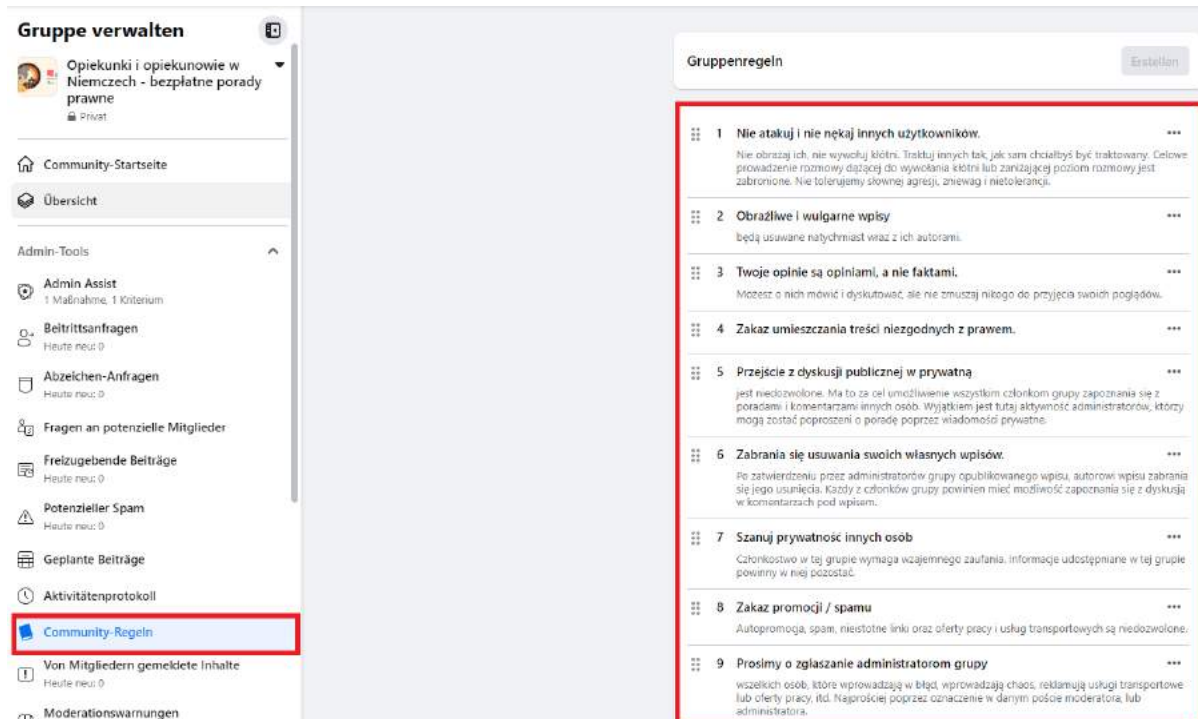 Gruppe verwalten
Opiekunki i opiekunowie w
Niemczech - bezpłatne porady
prawne
Privat
Community-Startseite
Übersicht
Admin-Tools
Admin Assist
1 Maßnahme, 1 Kriterium
Beitrittsanfragen
Heute neu: 0
Abzeichen-Anfragen
Heute neu: 0
Fragen an potenzielle Mitglieder
Freizugebende Beiträge
Heute neu: 0
Potenzieller Spam
Heute neu: 0
Geplante Beiträge
Aktivitätenprotokoll
Community-Regeln
Von Mitgliedern gemeldete Inhalte
Heute neu: 0
Moderationswarnungen
Gruppenregeln
Erstellen
1 Nie atakuj i nie nękaj innych użytkowników.
Nie obrażaj ich, nie wywołuj kłótni. Traktuj innych tak, jak sam chciałbyś być traktowany. Celowe
prowadzenie rozmowy dążącej do wywołania kłótni lub zaniżającej poziom rozmowy jest
zabronione. Nie tolerujemy słownej agresji, zniewag i nietolerancji.
2 Obraźliwe i wulgarne wpisy
będą usuwane natychmiast wraz z ich autorami.
3 Twoje opinie są opiniami, a nie faktami.
Możesz o nich mówić i dyskutować, ale nie zmuszaj nikogo do przyjęcia swoich poglądów.
4 Zakaz umieszczania treści niezgodnych z prawem.
5 Przejście z dyskusji publicznej w prywatną
jest niedozwolone. Ma to za cel umożliwienie wszystkim członkom grupy zapoznania się z
poradami i komentarzami innych osób. Wyjątkiem jest tutaj aktywność administratorów, którzy
mogą zostać poproszeni o poradę poprzez wiadomości prywatne.
6 Zabrania się usuwania swoich własnych wpisów.
Po zatwierdzeniu przez administratorów grupy opublikowanego wpisu, autorowi wpisu zabrania
się jego usunięcia. Każdy z członków grupy powinien mieć możliwość zapoznania się z dyskusją
w komentarzach pod wpisem.
7 Szanuj prywatność innych osób
Członkostwo w tej grupie wymaga wzajemnego zaufania. informacje udostępniane w tej grupie
powinny w niej pozostać.
8 Zakaz promocji / spamu
Autopromocja, spam, nieistotne linki oraz oferty pracy i usług transportowych są niedozwolone.
9 Prosimy o zgłaszanie administratorom grupy
wszelkich osób, które wprowadzają w błąd, wprowadzają chaos, reklamują usługi transportowe
lub oferty pracy, itd. Najprościej poprzez oznaczenie w danym poście moderatora, lub
administratora.